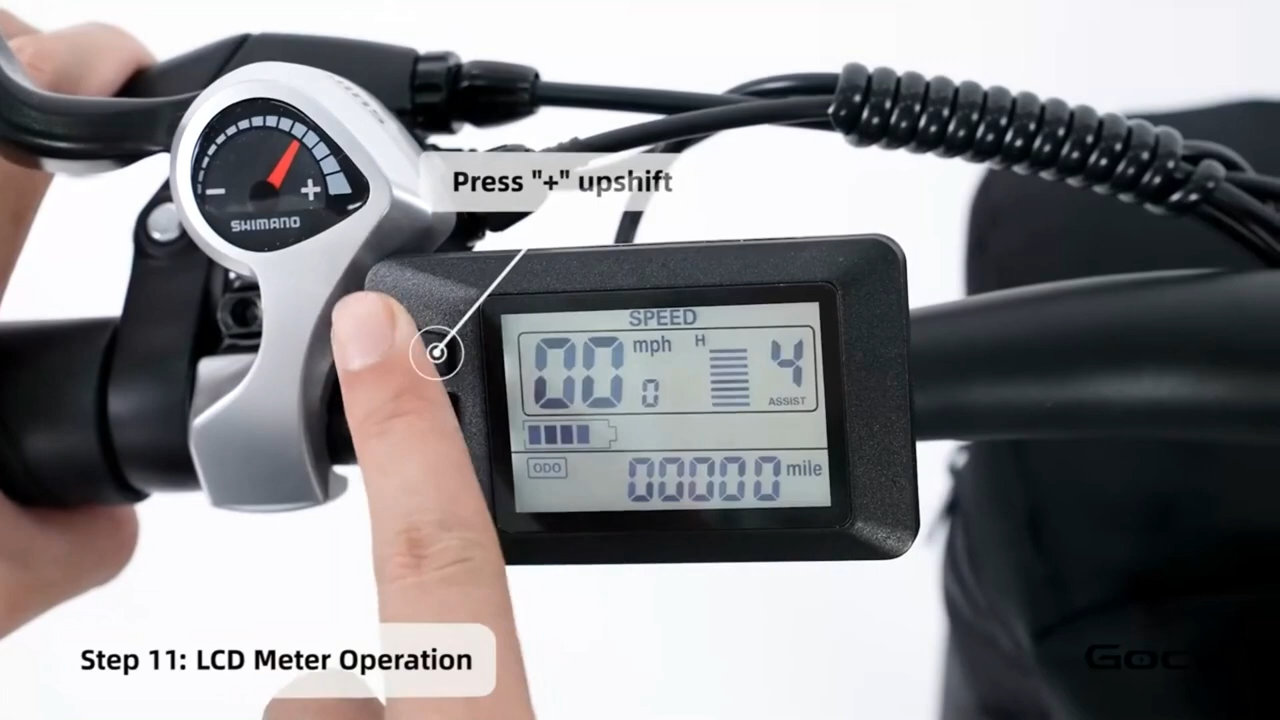 SHIMANO
- +
Press "+" upshift
SPEED
00 mph
0
H
4
ASSIST
ODO
00000 mile
Step 11: LCD Meter Operation